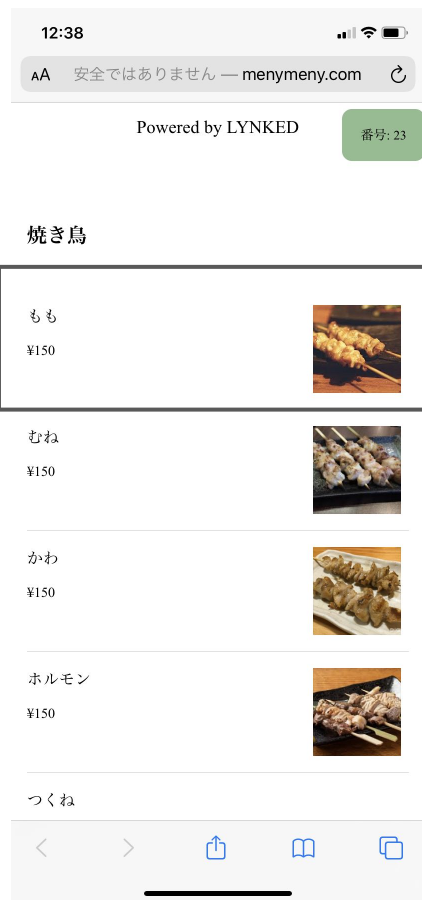 12:38
AA 安全ではありません — menymeny.com
Powered by LYNKED
番号: 23
焼き鳥
もも
¥150
むね
¥150
かわ
¥150
ホルモン
¥150
つくね